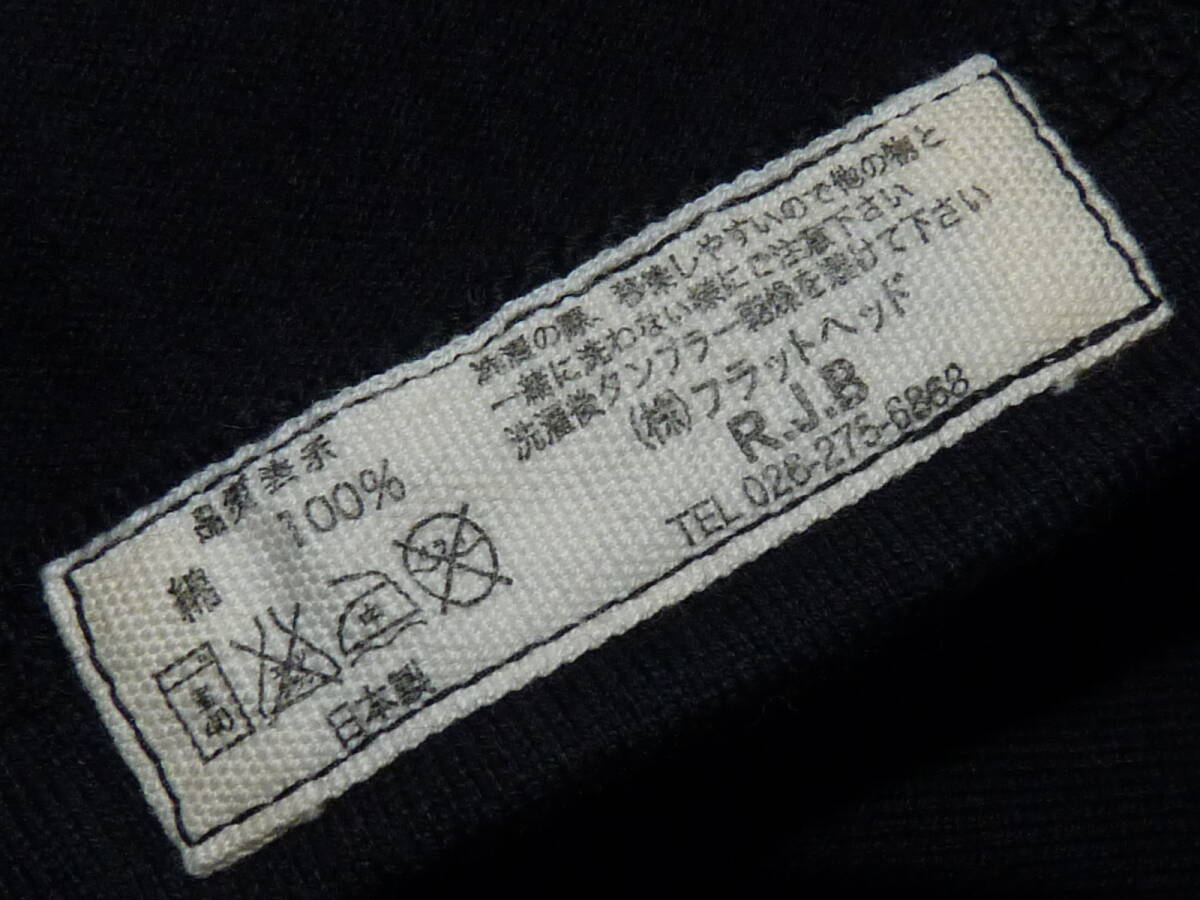 品質表示
綿 100%
40
日本製
洗濯の際、移染しやすいので他の物と
一緒に洗わない様にご注意下さい
洗濯後タンブラー乾燥を避けて下さい
(株)フラットヘッド
R.J.B
TEL 026-275-6868